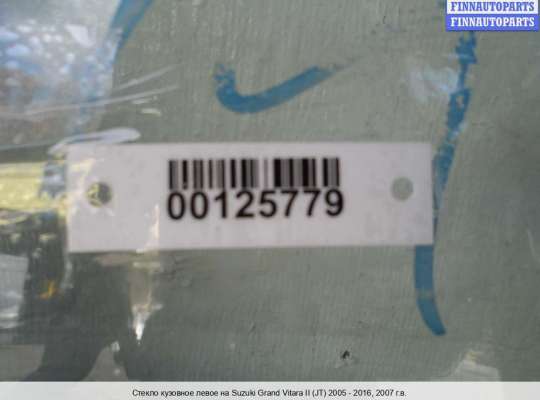 FINNAUTOPARTS
FINNAUTOPARTS
00125779
Стекло кузовное левое на Suzuki Grand Vitara II (JT) 2005 - 2016, 2007 г.в.